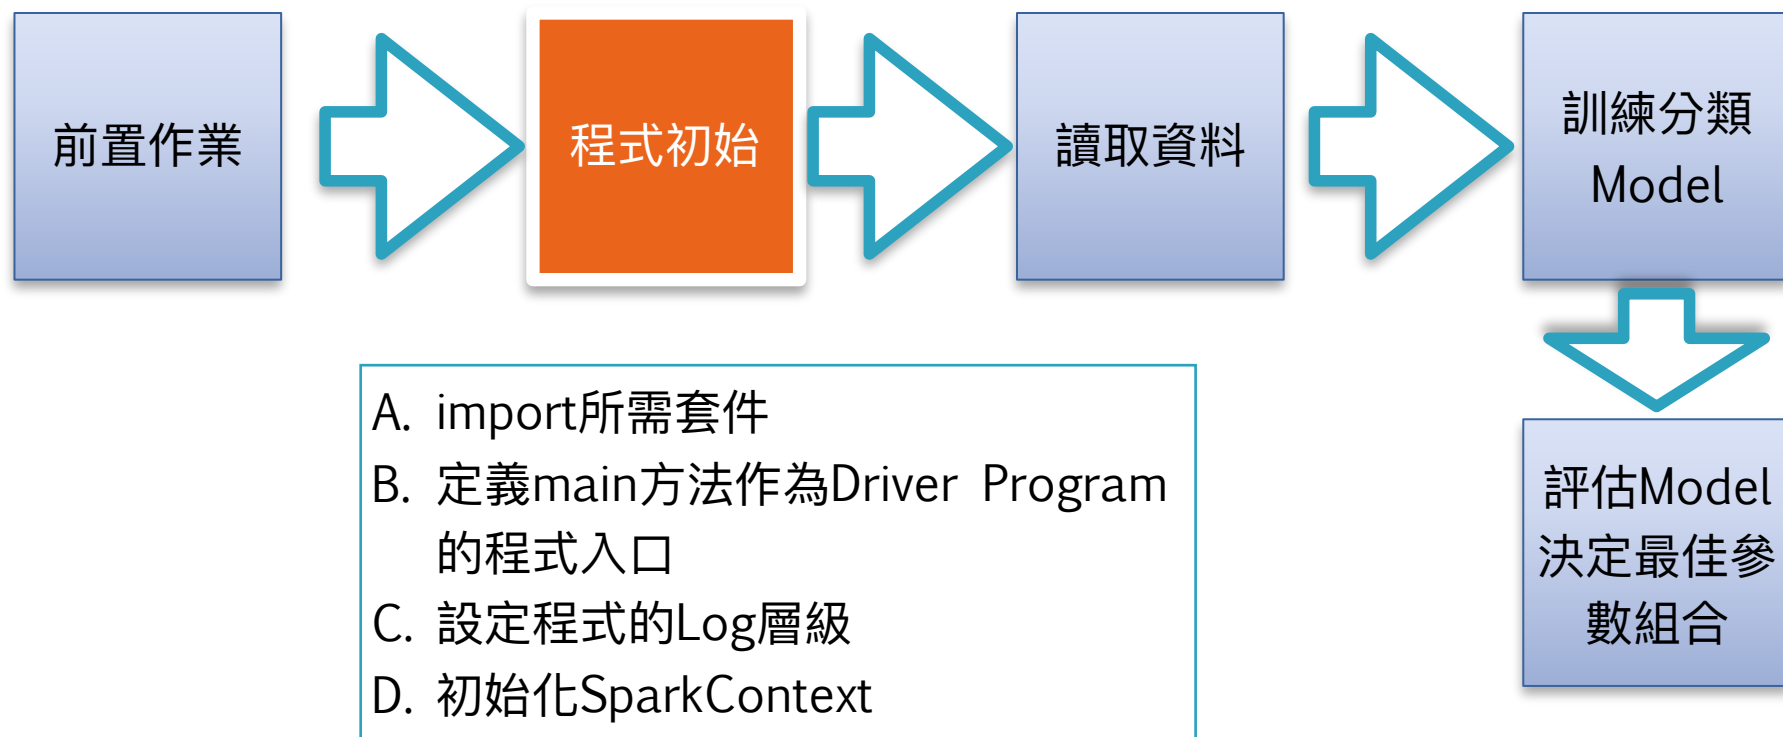 前置作業
程式初始
讀取資料
訓練分類
Model
A. import所需套件
B. 定義main方法作為Driver Program
的程式入口
C. 設定程式的Log層級
D. 初始化SparkContext
評估Model
決定最佳參
數組合